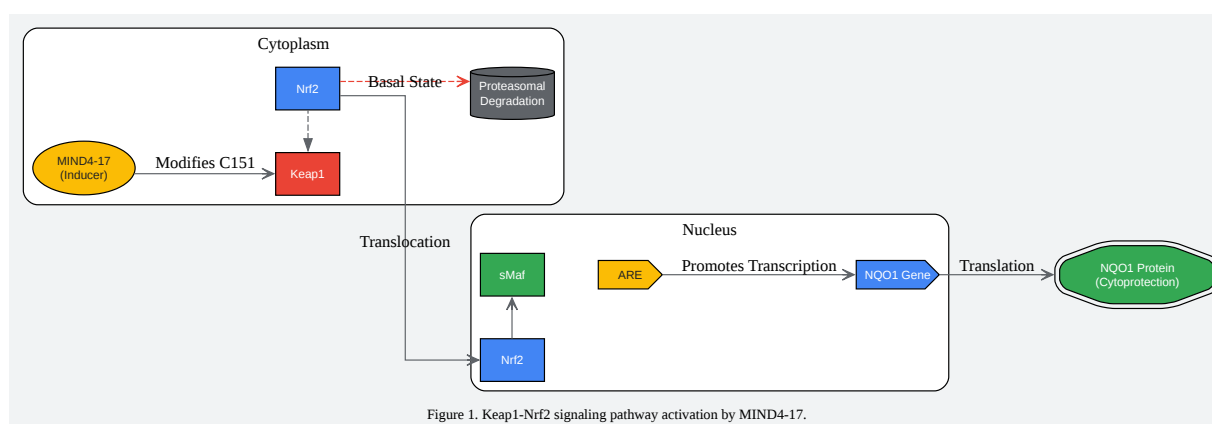 Cytoplasm
Nrf2
Basal State
Proteasomal
Degradation
MIND4-17
(Inducer)
Modifies C151
Keap1
Translocation
Nucleus
sMaf
ARE
Promotes Transcription
NQO1 Gene
Translation
NQO1 Protein
(Cytoprotection)
Nrf2
Figure 1. Keap1-Nrf2 signaling pathway activation by MIND4-17.